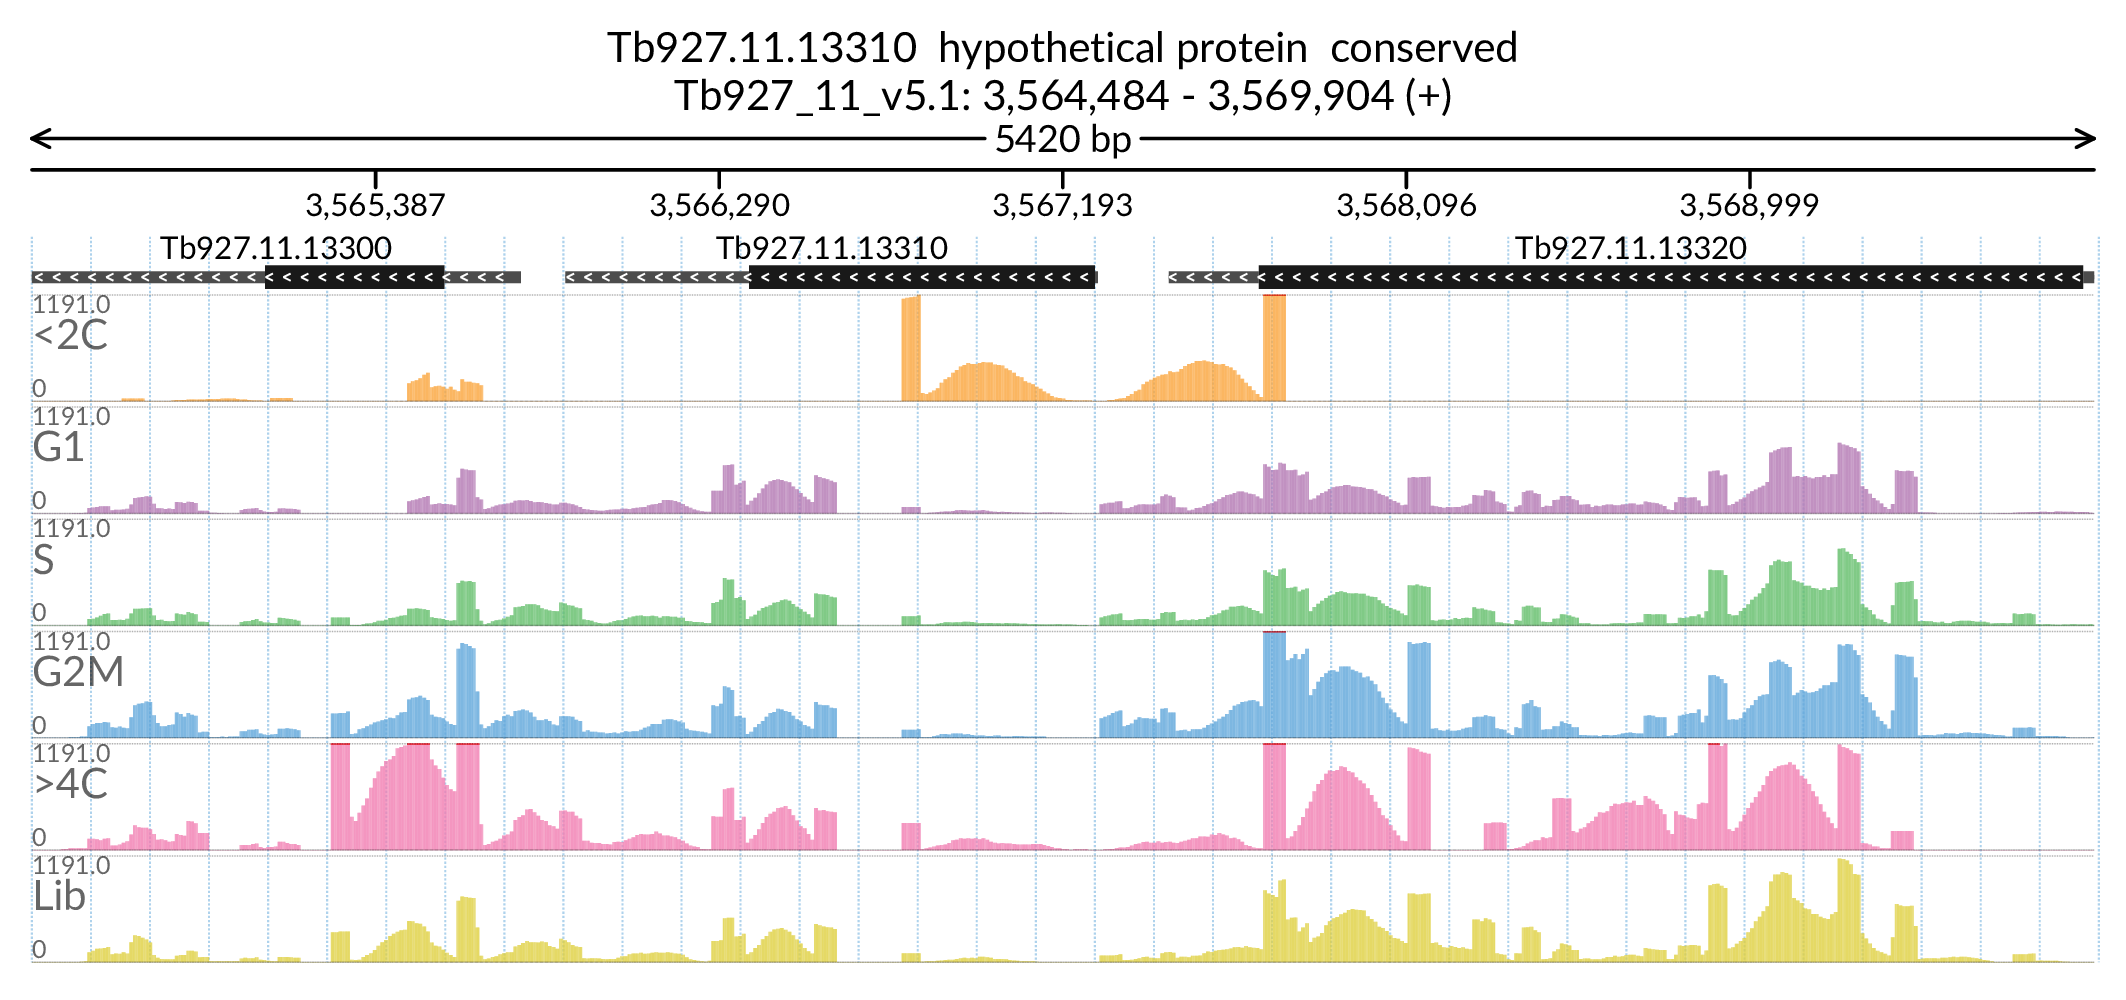 Tb927.11.13310 hypothetical protein conserved
Tb927_11_v5.1: 3,564,484 - 3,569,904 (+)
5420 bp
3,565,387 3,566,290 3,567,193 3,568,096 3,568,999
Tb927.11.13300 Tb927.11.13310 Tb927.11.13320
1191.0
<2C
0
1191.0
G1
0
1191.0
S
0
1191.0
G2M
0
1191.0
>4C
0
1191.0
Lib
0